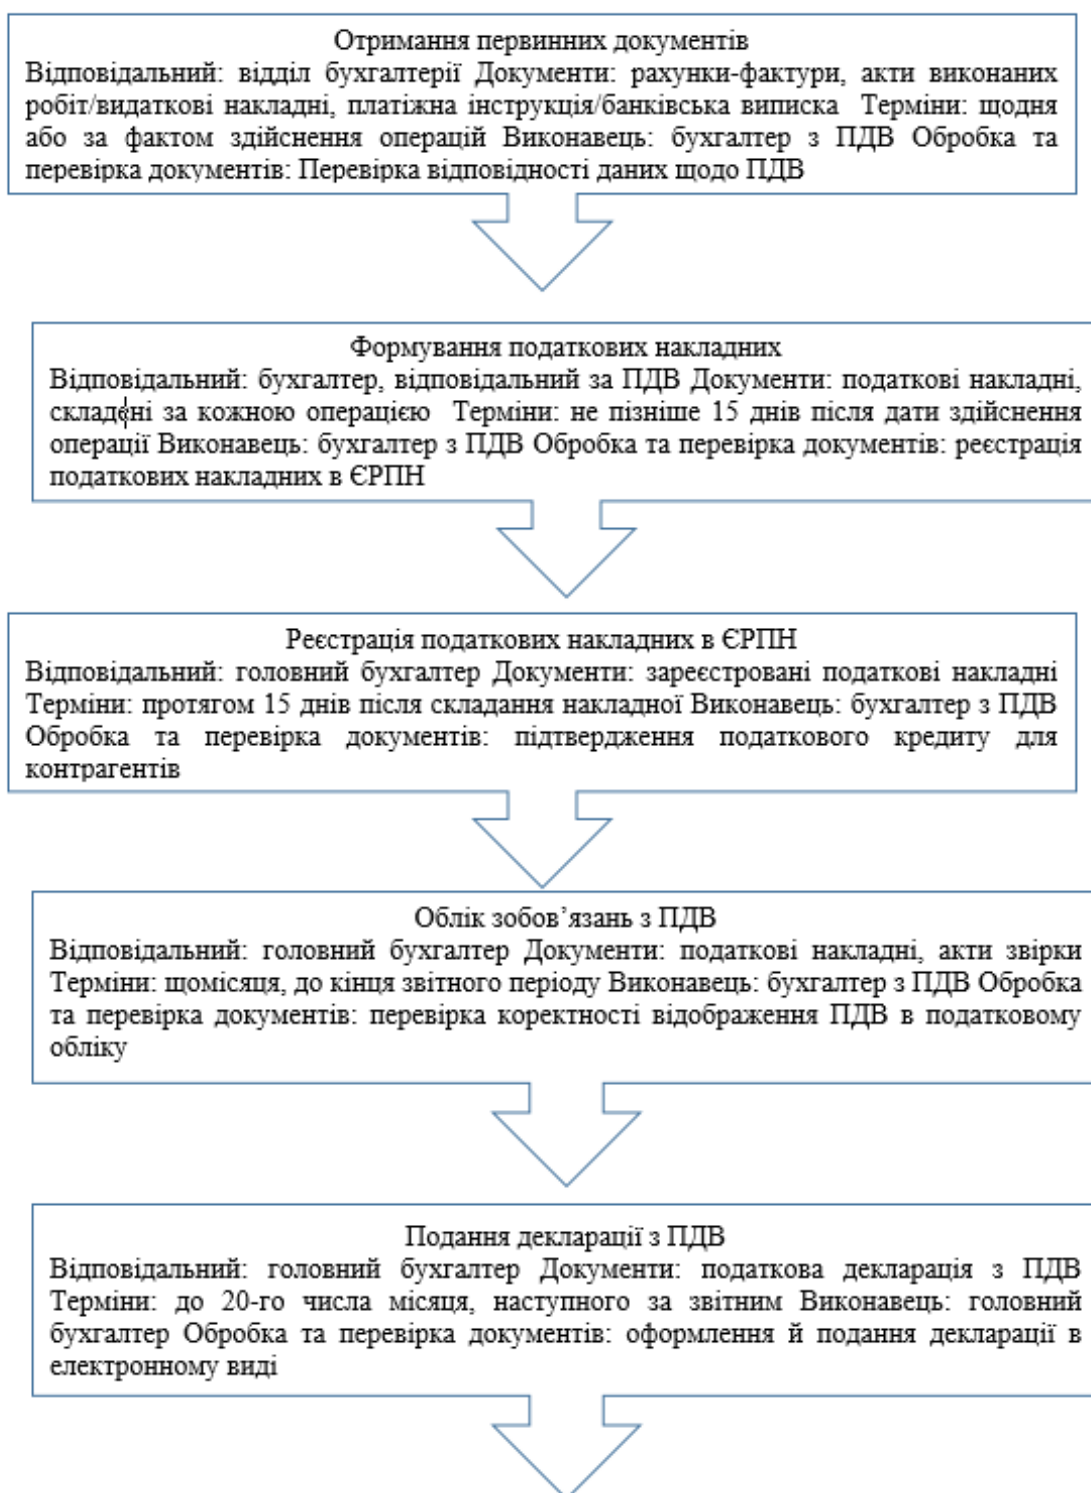 Отримання первинних документів
Відповідальний: відділ бухгалтерії Документи: рахунки-фактури, акти виконаних
робіт/видаткові накладні, платіжна інструкція/банківська виписка Терміни: щодня
або за фактом здійснення операцій Виконавець: бухгалтер з ПДВ Обробка та
перевірка документів: Перевірка відповідності даних щодо ПДВ
Формування податкових накладних
Відповідальний: бухгалтер, відповідальний за ПДВ Документи: податкові накладні,
складені за кожною операцією Терміни: не пізніше 15 днів після дати здійснення
операції Виконавець: бухгалтер з ПДВ Обробка та перевірка документів: реєстрація
податкових накладних в ЄРПН
Реєстрація податкових накладних в ЄРПН
Відповідальний: головний бухгалтер Документи: зареєстровані податкові накладні
Терміни: протягом 15 днів після складання накладної Виконавець: бухгалтер з ПДВ
Обробка та перевірка документів: підтвердження податкового кредиту для
контрагентів
Облік зобов’язань з ПДВ
Відповідальний: головний бухгалтер Документи: податкові накладні, акти звірки
Терміни: щомісяця, до кінця звітного періоду Виконавець: бухгалтер з ПДВ Обробка
та перевірка документів: перевірка коректності відображення ПДВ в податковому
обліку
Подання декларації з ПДВ
Відповідальний: головний бухгалтер Документи: податкова декларація з ПДВ
Терміни: до 20-го числа місяця, наступного за звітним Виконавець: головний
бухгалтер Обробка та перевірка документів: оформлення й подання декларації в
електронному виді